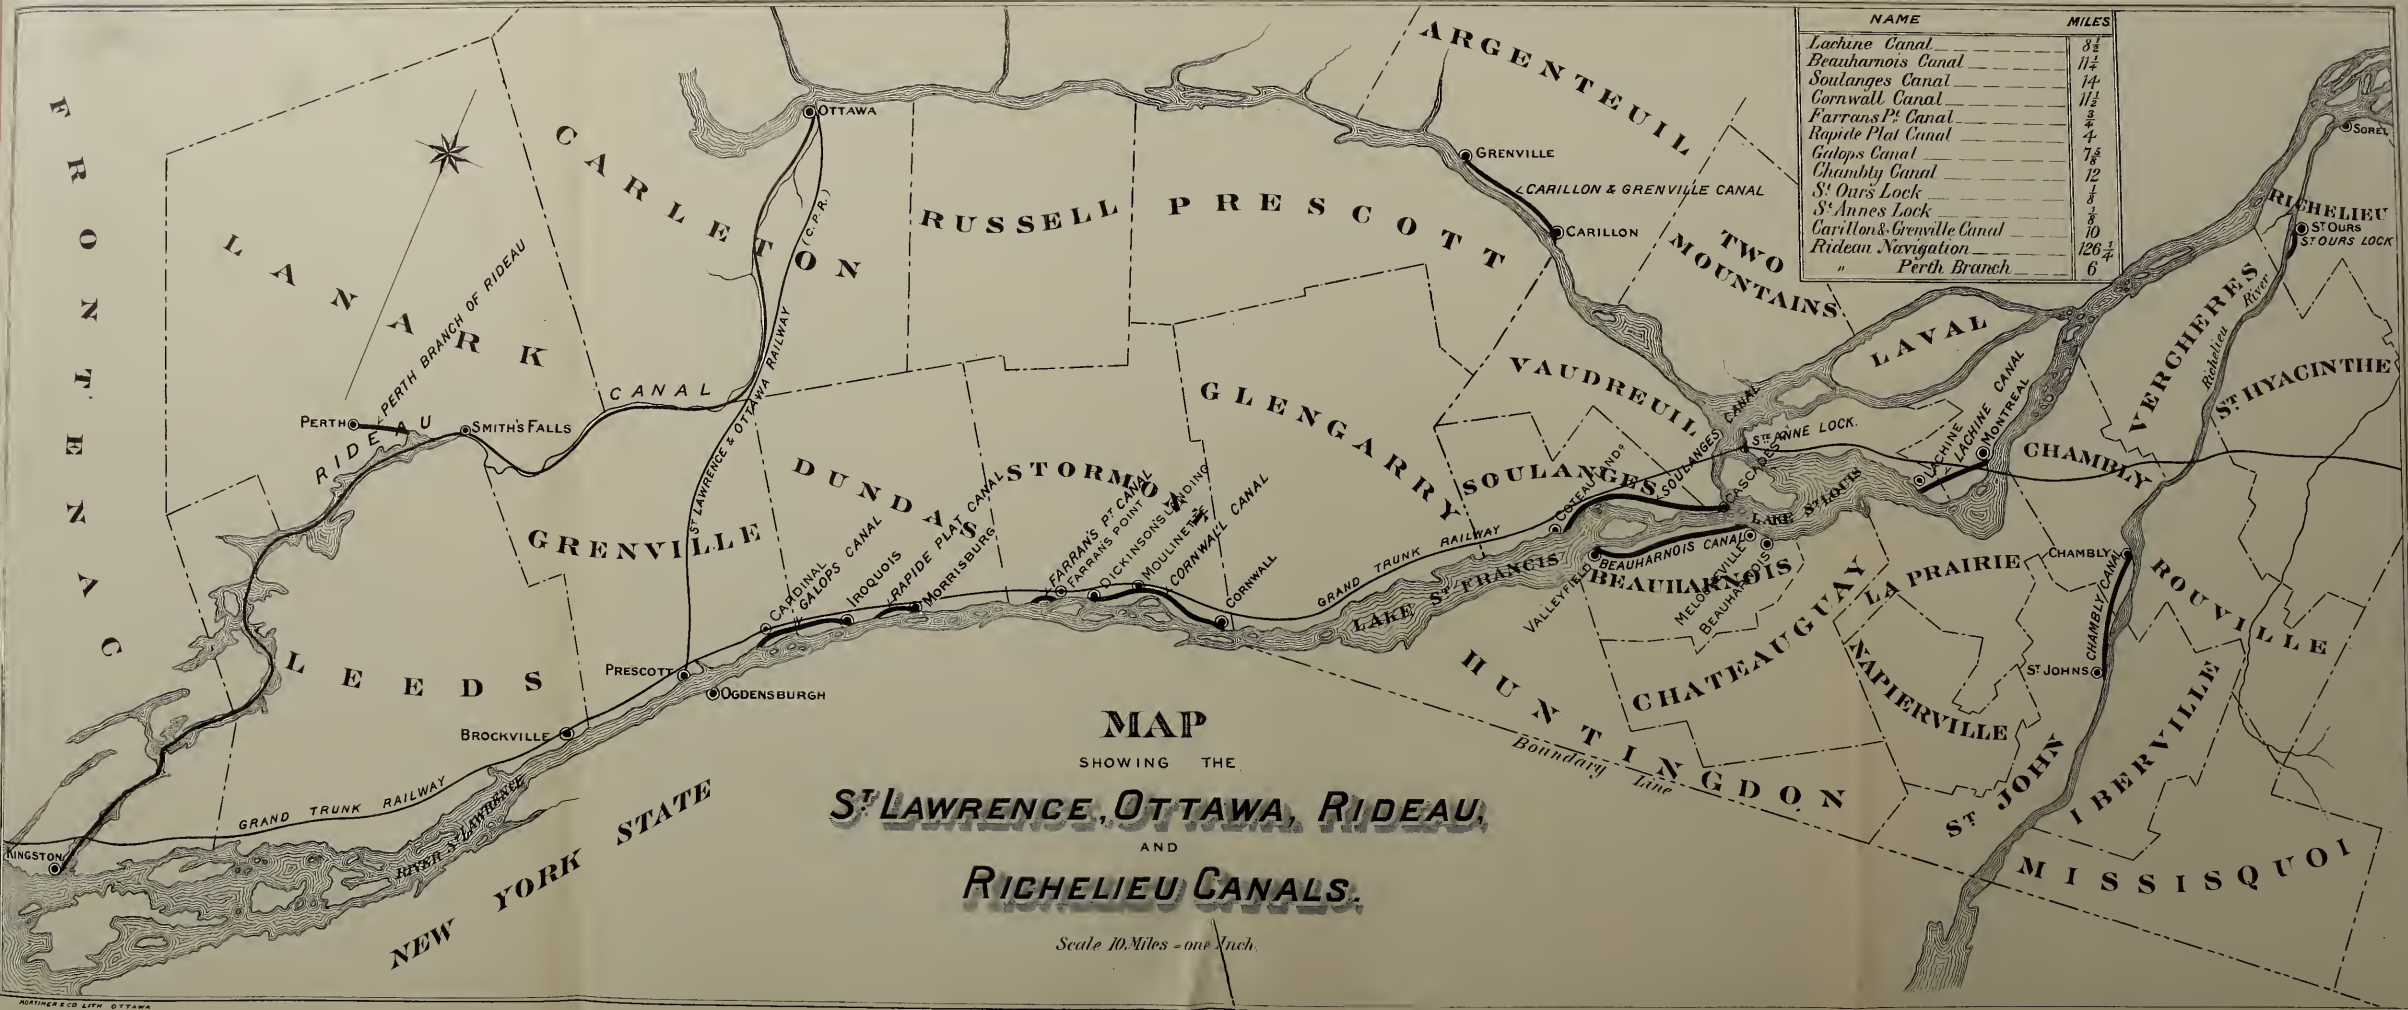 MAP
SHOWING THE
ST LAWRENCE, OTTAWA, RIDEAU,
AND
RICHELIEU CANALS.
Scale 10 Miles = one Inch.
NAME MILES
Lachine Canal 8½
Beauharnois Canal 11¼
Soulanges Canal 14
Cornwall Canal 11½
Farrans Pt. Canal ¾
Rapide Plat Canal 4
Galops Canal 7⅝
Chambly Canal 12
St Ours Lock ⅛
St Annes Lock ⅛
Carillon & Grenville Canal 10
Rideau Navigation 126¼
" Perth Branch 6
FRONTENAC
LANARK
CARLETON
RUSSELL
PRESCOTT
ARGENTEUIL
TWO
MOUNTAINS
OTTAWA
GRENVILLE
CARILLON & GRENVILLE CANAL
CARILLON
SOREL
RICHELIEU
ST OURS
ST OURS LOCK
VERCHERES
Richelieu River
ST HYACINTHE
LAVAL
VAUDREUIL
GLENGARRY
SOULANGES
SOULANGES CANAL
STE ANNE LOCK.
CASCADES
COTEAU LANDG
LAKE ST LOUIS
LACHINE
LACHINE CANAL
MONTREAL
CHAMBLY
PERTH
PERTH BRANCH OF RIDEAU
RIDEAU
CANAL
SMITH'S FALLS
ST LAWRENCE & OTTAWA RAILWAY
(C.P.R.)
GRENVILLE
DUNDAS
STORMONT
LEEDS
CARDINAL
GALOPS CANAL
IROQUOIS
RAPIDE PLAT CANAL
MORRISBURG
FARRAN'S PT CANAL
FARRAN'S POINT
DICKINSON'S LANDING
MOULINETTE
CORNWALL CANAL
CORNWALL
GRAND TRUNK RAILWAY
LAKE ST FRANCIS
VALLEYFIELD
BEAUHARNOIS CANAL
BEAUHARNOIS
MELOCHEVILLE
BEAUHARNOIS
CHATEAUGUAY
LA PRAIRIE
NAPIERVILLE
HUNTINGDON
Boundary Line
CHAMBLY
CHAMBLY CANAL
ST JOHNS
ROUVILLE
ST JOHN
IBERVILLE
MISSISQUOI
PRESCOTT
OGDENSBURGH
BROCKVILLE
GRAND TRUNK RAILWAY
RIVER ST LAWRENCE
KINGSTON
NEW YORK STATE
MORTIMER & CO LITH OTTAWA